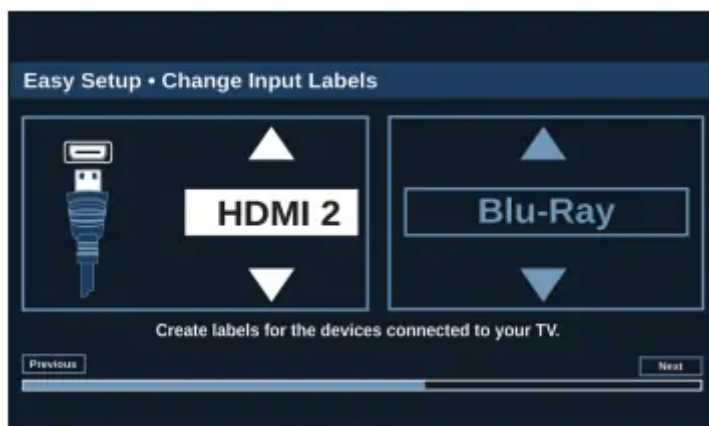 Easy Setup • Change Input Labels
HDMI 2
Blu-Ray
Create labels for the devices connected to your TV.
Previous
Next